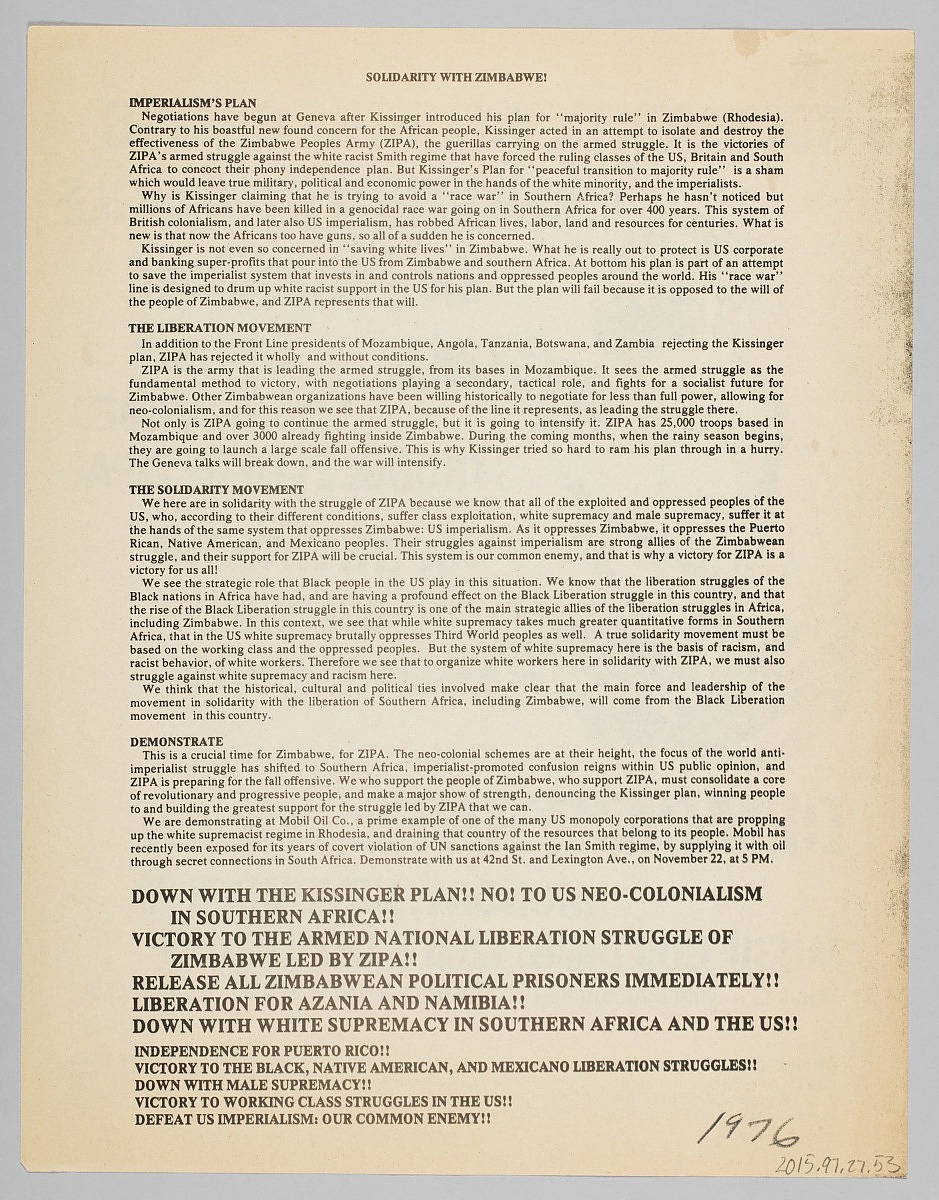 SOLIDARITY WITH ZIMBABWE!
IMPERIALISM'S PLAN
Negotiations have begun at Geneva after Kissinger introduced his plan for "majority rule" in Zimbabwe (Rhodesia).
Contrary to his boastful new found concern for the African people, Kissinger acted in an attempt to isolate and destroy the
effectiveness of the Zimbabwe Peoples Army (ZIPA), the guerillas carrying on the armed struggle. It is the victories of
ZIPA's armed struggle against the white racist Smith regime that have forced the ruling classes of the US, Britain and South
Africa to concoct their phony independence plan. But Kissinger's Plan for "peaceful transition to majority rule" is a sham
which would leave true military, political and economic power in the hands of the white minority, and the imperialists.
Why is Kissinger claiming that he is trying to avoid a "race war" in Southern Africa? Perhaps he hasn't noticed but
millions of Africans have been killed in a genocidal race war going on in Southern Africa for over 400 years. This system of
British colonialism, and later also US imperialism, has robbed African lives, labor, land and resources for centuries. What is
new is that now the Africans too have guns, so all of a sudden he is concerned.
Kissinger is not even so concerned in "saving white lives" in Zimbabwe. What he is really out to protect is US corporate
and banking super-profits that pour into the US from Zimbabwe and southern Africa. At bottom his plan is part of an attempt
to save the imperialist system that invests in and controls nations and oppressed peoples around the world. His "race war"
line is designed to drum up white racist support in the US for his plan. But the plan will fail because it is opposed to the will of
the people of Zimbabwe, and ZIPA represents that will.
THE LIBERATION MOVEMENT
In addition to the Front Line presidents of Mozambique, Angola, Tanzania, Botswana, and Zambia rejecting the Kissinger
plan, ZIPA has rejected it wholly and without conditions.
ZIPA is the army that is leading the armed struggle, from its bases in Mozambique. It sees the armed struggle as the
fundamental method to victory, with negotiations playing a secondary, tactical role, and fights for a socialist future for
Zimbabwe. Other Zimbabwean organizations have been willing historically to negotiate for less than full power, allowing for
neo-colonialism, and for this reason we see that ZIPA, because of the line it represents, as leading the struggle there.
Not only is ZIPA going to continue the armed struggle, but it is going to intensify it. ZIPA has 25,000 troops based in
Mozambique and over 3000 already fighting inside Zimbabwe. During the coming months, when the rainy season begins,
they are going to launch a large scale fall offensive. This is why Kissinger tried so hard to ram his plan through in a hurry.
The Geneva talks will break down, and the war will intensify.
THE SOLIDARITY MOVEMENT
We here are in solidarity with the struggle of ZIPA because we know that all of the exploited and oppressed peoples of the
US, who, according to their different conditions, suffer class exploitation, white supremacy and male supremacy, suffer it at
the hands of the same system that oppresses Zimbabwe: US imperialism. As it oppresses Zimbabwe, it oppresses the Puerto
Rican, Native American, and Mexicano peoples. Their struggles against imperialism are strong allies of the Zimbabwean
struggle, and their support for ZIPA will be crucial. This system is our common enemy, and that is why a victory for ZIPA is a
victory for us all!
We see the strategic role that Black people in the US play in this situation. We know that the liberation struggles of the
Black nations in Africa have had, and are having a profound effect on the Black Liberation struggle in this country, and that
the rise of the Black Liberation struggle in this country is one of the main strategic allies of the liberation struggles in Africa,
including Zimbabwe. In this context, we see that while white supremacy takes much greater quantitative forms in Southern
Africa, that in the US white supremacy brutally oppresses Third World peoples as well. A true solidarity movement must be
based on the working class and the oppressed peoples. But the system of white supremacy here is the basis of racism, and
racist behavior, of white workers. Therefore we see that to organize white workers here in solidarity with ZIPA, we must also
struggle against white supremacy and racism here.
We think that the historical, cultural and political ties involved make clear that the main force and leadership of the
movement in solidarity with the liberation of Southern Africa, including Zimbabwe, will come from the Black Liberation
movement in this country.
DEMONSTRATE
This is a crucial time for Zimbabwe, for ZIPA. The neo-colonial schemes are at their height, the focus of the world anti-
imperialist struggle has shifted to Southern Africa, imperialist-promoted confusion reigns within US public opinion, and
ZIPA is preparing for the fall offensive. We who support the people of Zimbabwe, who support ZIPA, must consolidate a core
of revolutionary and progressive people, and make a major show of strength, denouncing the Kissinger plan, winning people
to and building the greatest support for the struggle led by ZIPA that we can.
We are demonstrating at Mobil Oil Co., a prime example of one of the many US monopoly corporations that are propping
up the white supremacist regime in Rhodesia, and draining that country of the resources that belong to its people. Mobil has
recently been exposed for its years of covert violation of UN sanctions against the Ian Smith regime, by supplying it with oil
through secret connections in South Africa. Demonstrate with us at 42nd St. and Lexington Ave., on November 22, at 5 PM.
DOWN WITH THE KISSINGER PLAN!! NO! TO US NEO-COLONIALISM
IN SOUTHERN AFRICA!!
VICTORY TO THE ARMED NATIONAL LIBERATION STRUGGLE OF
ZIMBABWE LED BY ZIPA!!
RELEASE ALL ZIMBABWEAN POLITICAL PRISONERS IMMEDIATELY!!
LIBERATION FOR AZANIA AND NAMIBIA!!
DOWN WITH WHITE SUPREMACY IN SOUTHERN AFRICA AND THE US!!
INDEPENDENCE FOR PUERTO RICO!!
VICTORY TO THE BLACK, NATIVE AMERICAN, AND MEXICANO LIBERATION STRUGGLES!!
DOWN WITH MALE SUPREMACY!!
VICTORY TO WORKING CLASS STRUGGLES IN THE US!!
DEFEAT US IMPERIALISM: OUR COMMON ENEMY!!
1976
2015.97.27.53